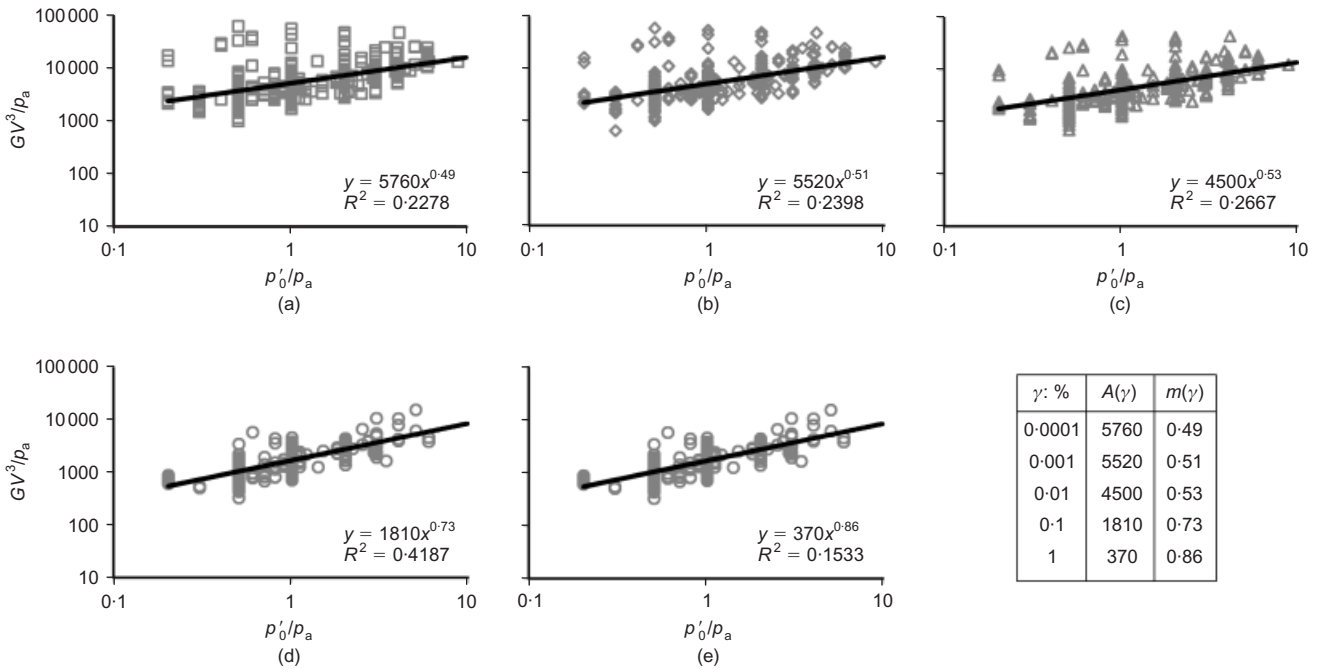 100 000
10 000
1000
100
10
GV³/pₐ
y = 5760x^0·49
R² = 0·2278
0·1 1 10
p′₀/pₐ
(a)
y = 5520x^0·51
R² = 0·2398
0·1 1 10
p′₀/pₐ
(b)
y = 4500x^0·53
R² = 0·2667
0·1 1 10
p′₀/pₐ
(c)
100 000
10 000
1000
100
10
GV³/pₐ
y = 1810x^0·73
R² = 0·4187
0·1 1 10
p′₀/pₐ
(d)
y = 370x^0·86
R² = 0·1533
0·1 1 10
p′₀/pₐ
(e)
γ: % A(γ) m(γ)
0·0001 5760 0·49
0·001 5520 0·51
0·01 4500 0·53
0·1 1810 0·73
1 370 0·86